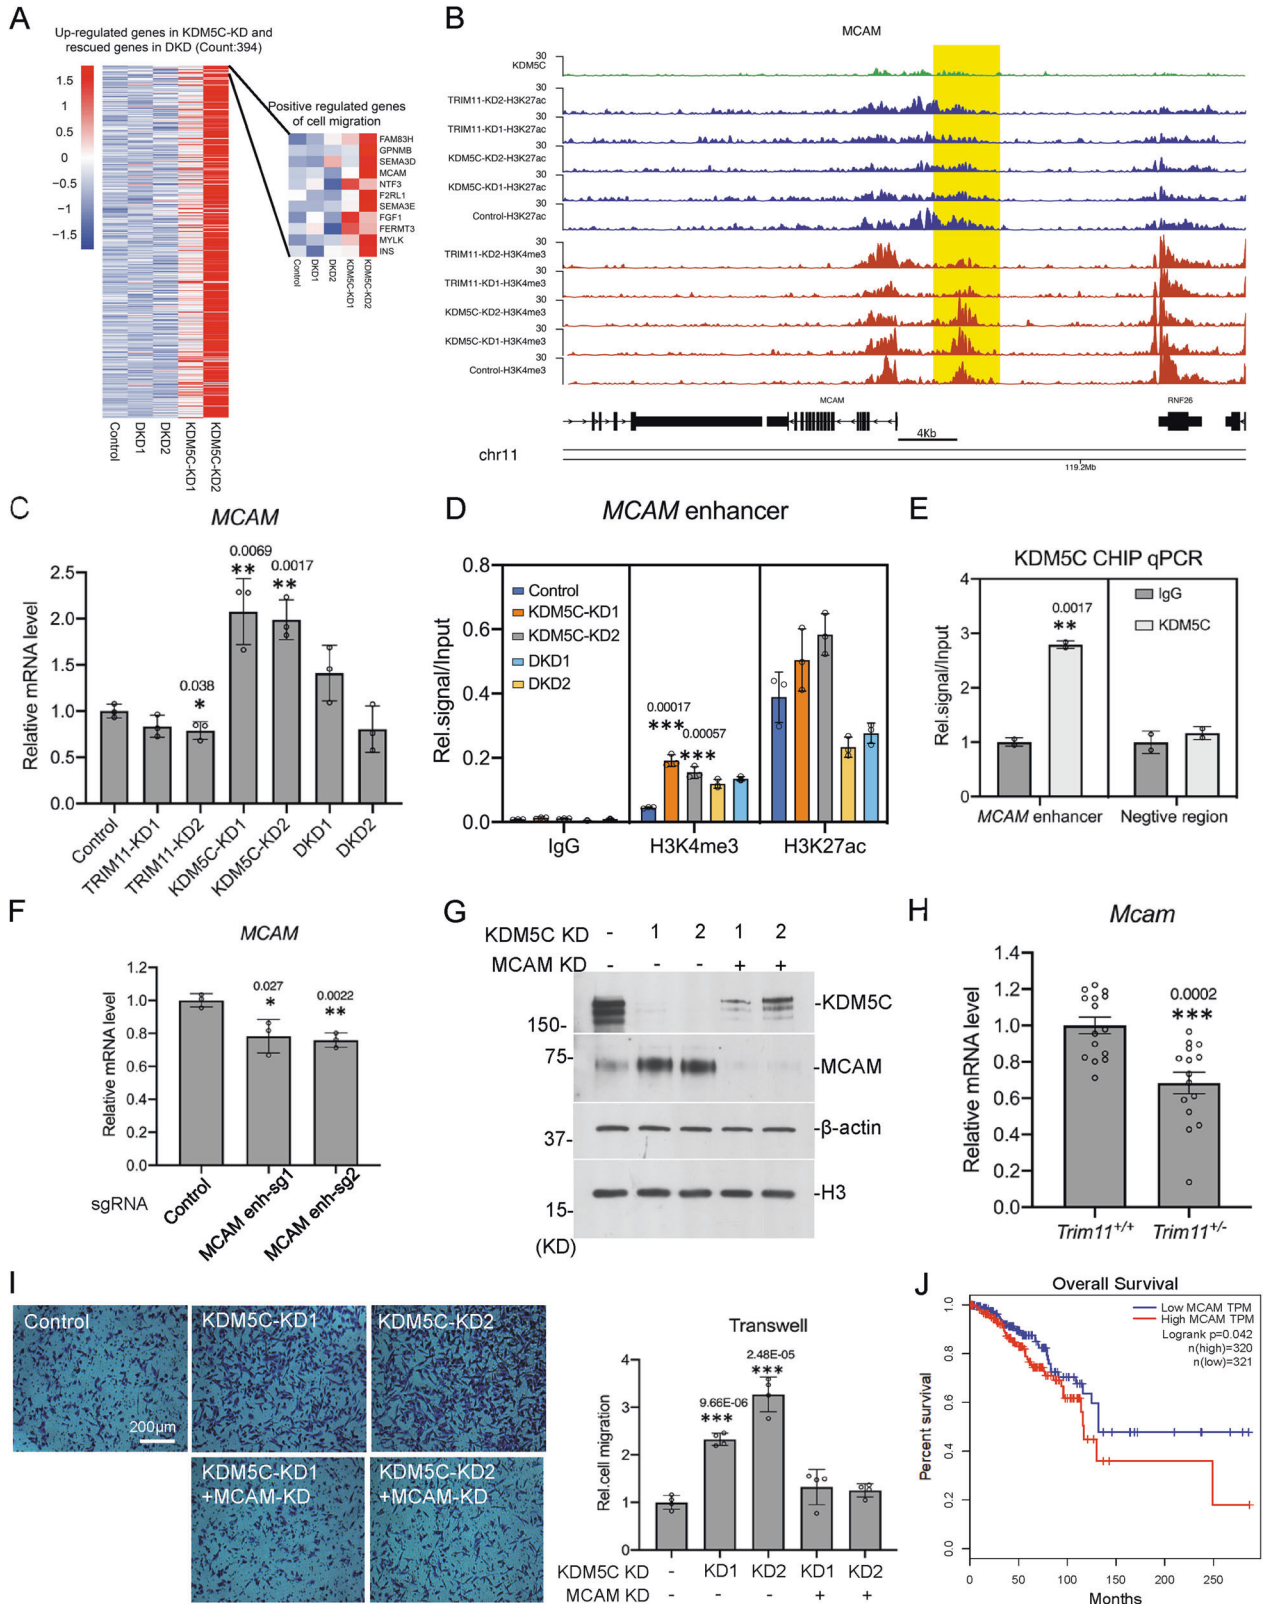 A
Up-regulated genes in KDM5C-KD and
rescued genes in DKD (Count:394)
1.5
1
0.5
0
−0.5
−1
−1.5
Control
DKD1
DKD2
KDM5C-KD1
KDM5C-KD2
Positive regulated genes
of cell migration
FAM83H
GPNMB
SEMA3D
MCAM
NTF3
F2RL1
SEMA3E
FGF1
FERMT3
MYLK
INS
Control
DKD1
DKD2
KDM5C-KD1
KDM5C-KD2
B
MCAM
30
KDM5C
30
TRIM11-KD2-H3K27ac
30
TRIM11-KD1-H3K27ac
30
KDM5C-KD2-H3K27ac
30
KDM5C-KD1-H3K27ac
30
Control-H3K27ac
30
TRIM11-KD2-H3K4me3
30
TRIM11-KD1-H3K4me3
30
KDM5C-KD2-H3K4me3
30
KDM5C-KD1-H3K4me3
30
Control-H3K4me3
MCAM
RNF26
4Kb
chr11
119.2Mb
C
MCAM
Relative mRNA level
2.5
2.0
1.5
1.0
0.5
0.0
0.038
*
0.0069
**
0.0017
**
Control
TRIM11-KD1
TRIM11-KD2
KDM5C-KD1
KDM5C-KD2
DKD1
DKD2
D
MCAM enhancer
Rel.signal/Input
0.8
0.6
0.4
0.2
0.0
Control
KDM5C-KD1
KDM5C-KD2
DKD1
DKD2
0.00017
***
0.00057
***
IgG
H3K4me3
H3K27ac
E
KDM5C CHIP qPCR
Rel.signal/Input
4
3
2
1
0
0.0017
**
IgG
KDM5C
MCAM enhancer
Negtive region
F
MCAM
Relative mRNA level
1.2
1.0
0.8
0.6
0.4
0.2
0.0
0.027
*
0.0022
**
sgRNA
Control
MCAM enh-sg1
MCAM enh-sg2
G
KDM5C KD - 1 2 1 2
MCAM KD - - - + +
150-
75-
37-
15-
(KD)
-KDM5C
-MCAM
-β-actin
-H3
H
Mcam
Relative mRNA level
1.4
1.2
1.0
0.8
0.6
0.4
0.2
0.0
0.0002
***
Trim11+/+
Trim11+/-
I
Control
200μm
KDM5C-KD1
KDM5C-KD2
KDM5C-KD1
+MCAM-KD
KDM5C-KD2
+MCAM-KD
Transwell
Rel.cell migration
4
3
2
1
0
9.66E-06
***
2.48E-05
***
KDM5C KD - KD1 KD2 KD1 KD2
MCAM KD - - - + +
J
Overall Survival
Low MCAM TPM
High MCAM TPM
Logrank p=0.042
n(high)=320
n(low)=321
Percent survival
1.0
0.8
0.6
0.4
0.2
0.0
0 50 100 150 200 250
Months